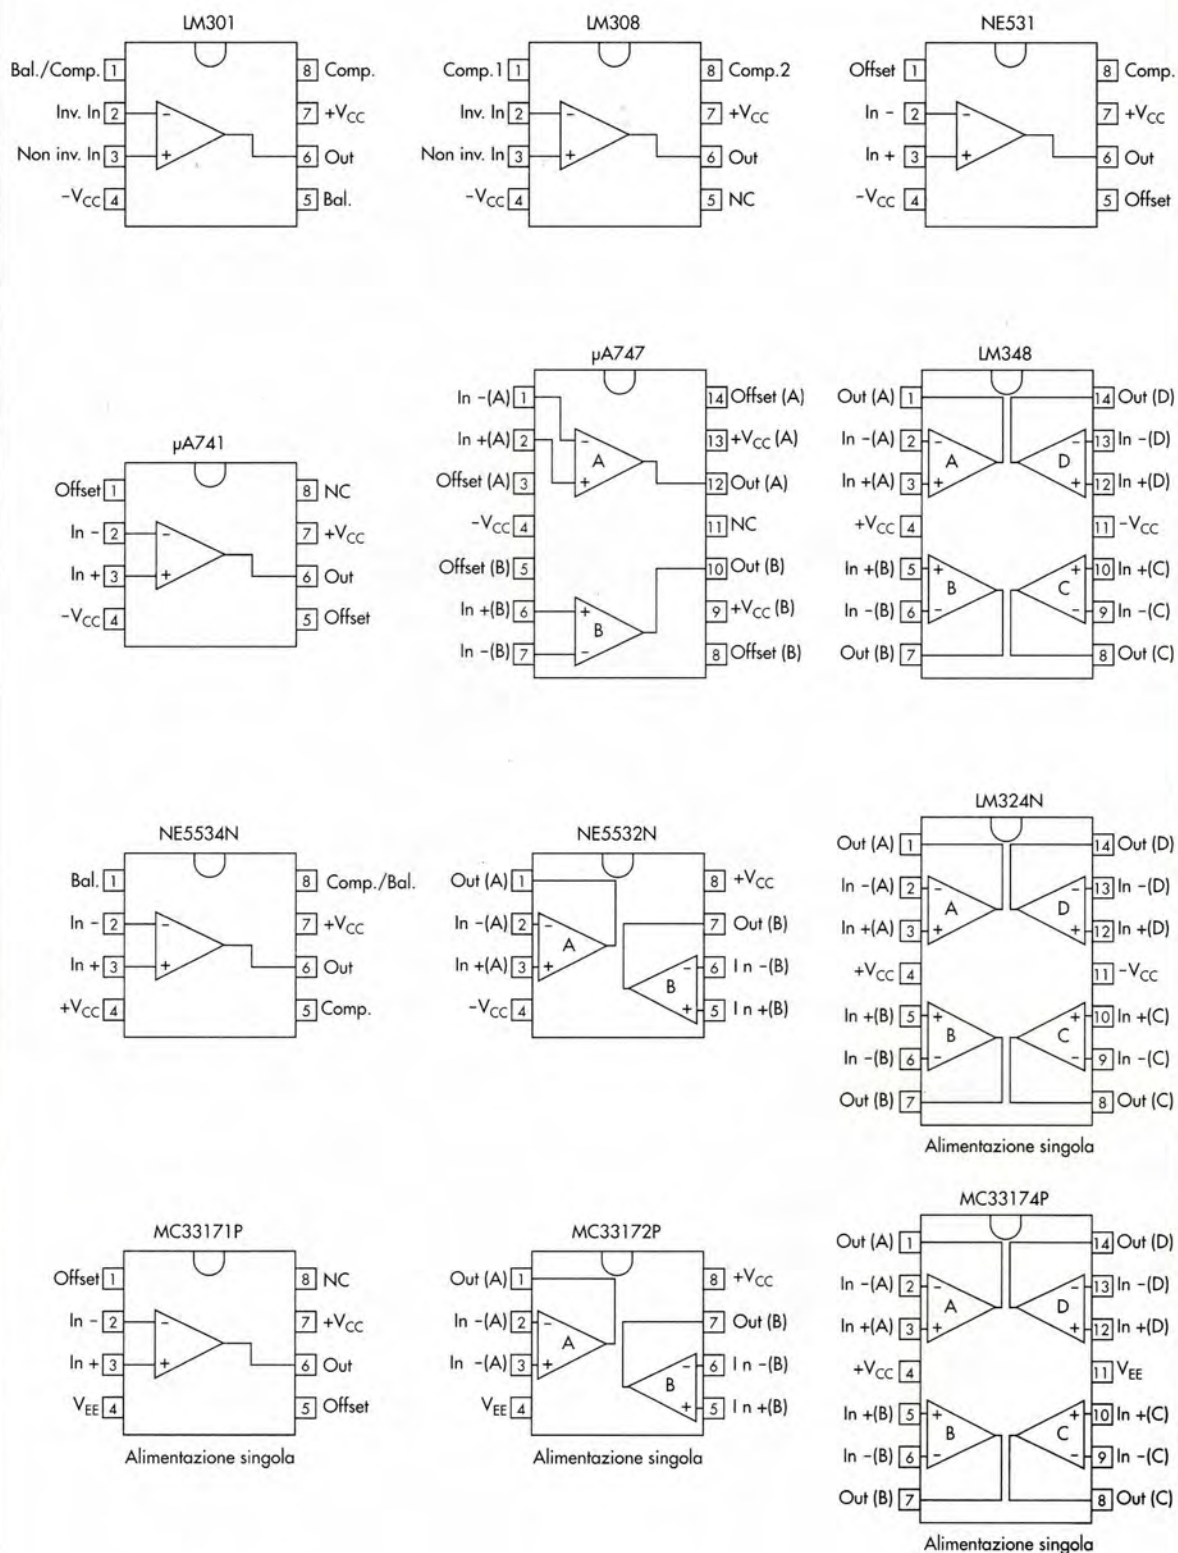 LM301
Bal./Comp. 1
8 Comp.
Inv. In 2
−
7 +VCC
Non inv. In 3
+
6 Out
−VCC 4
5 Bal.
LM308
Comp.1 1
8 Comp.2
Inv. In 2
−
7 +VCC
Non inv. In 3
+
6 Out
−VCC 4
5 NC
NE531
Offset 1
8 Comp.
In − 2
−
7 +VCC
In + 3
+
6 Out
−VCC 4
5 Offset
µA741
Offset 1
8 NC
In − 2
−
7 +VCC
In + 3
+
6 Out
−VCC 4
5 Offset
µA747
In −(A) 1
14 Offset (A)
In +(A) 2
−
13 +VCC (A)
A
Offset (A) 3
+
12 Out (A)
−VCC 4
11 NC
Offset (B) 5
10 Out (B)
In +(B) 6
+
9 +VCC (B)
B
In −(B) 7
−
8 Offset (B)
LM348
Out (A) 1
14 Out (D)
In −(A) 2
−
−
13 In −(D)
A
D
In +(A) 3
+
+
12 In +(D)
+VCC 4
11 −VCC
In +(B) 5
+
+
10 In +(C)
B
C
In −(B) 6
−
−
9 In −(C)
Out (B) 7
8 Out (C)
NE5534N
Bal. 1
8 Comp./Bal.
In − 2
−
7 +VCC
In + 3
+
6 Out
+VCC 4
5 Comp.
NE5532N
Out (A) 1
8 +VCC
In −(A) 2
−
7 Out (B)
A
In +(A) 3
+
−
6 I n −(B)
B
−VCC 4
+
5 I n +(B)
LM324N
Out (A) 1
14 Out (D)
In −(A) 2
−
−
13 In −(D)
A
D
In +(A) 3
+
+
12 In +(D)
+VCC 4
11 −VCC
In +(B) 5
+
+
10 In +(C)
B
C
In −(B) 6
−
−
9 In −(C)
Out (B) 7
8 Out (C)
Alimentazione singola
MC33171P
Offset 1
8 NC
In − 2
−
7 +VCC
In + 3
+
6 Out
VEE 4
5 Offset
Alimentazione singola
MC33172P
Out (A) 1
8 +VCC
In −(A) 2
−
7 Out (B)
A
In −(A) 3
+
−
6 I n −(B)
B
VEE 4
+
5 I n +(B)
Alimentazione singola
MC33174P
Out (A) 1
14 Out (D)
In −(A) 2
−
−
13 In −(D)
A
D
In +(A) 3
+
+
12 In +(D)
+VCC 4
11 VEE
In +(B) 5
+
+
10 In +(C)
B
C
In −(B) 6
−
−
9 In −(C)
Out (B) 7
8 Out (C)
Alimentazione singola